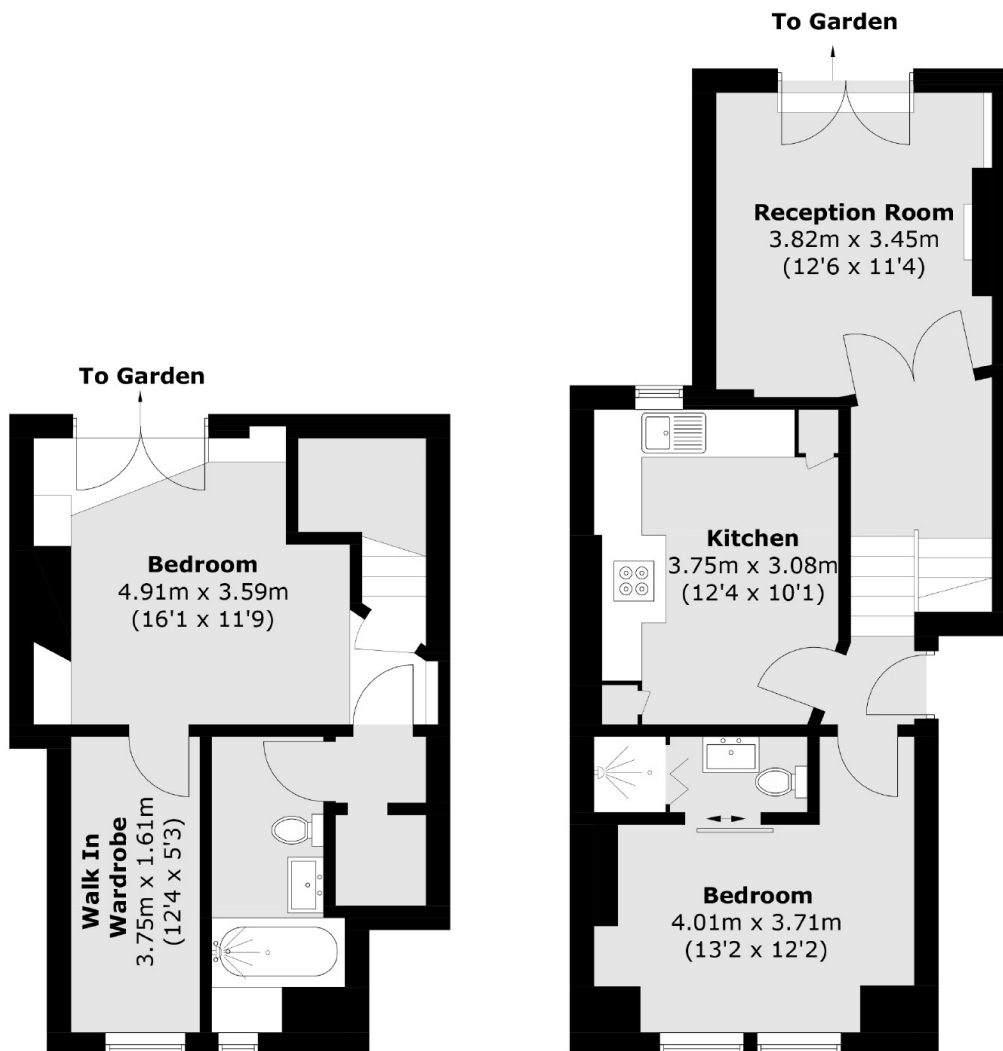 To Garden
Reception Room
3.82m x 3.45m
(12'6 x 11'4)
To Garden
Bedroom
4.91m x 3.59m
(16'1 x 11'9)
Kitchen
3.75m x 3.08m
(12'4 x 10'1)
Walk In
Wardrobe
3.75m x 1.61m
(12'4 x 5'3)
Bedroom
4.01m x 3.71m
(13'2 x 12'2)